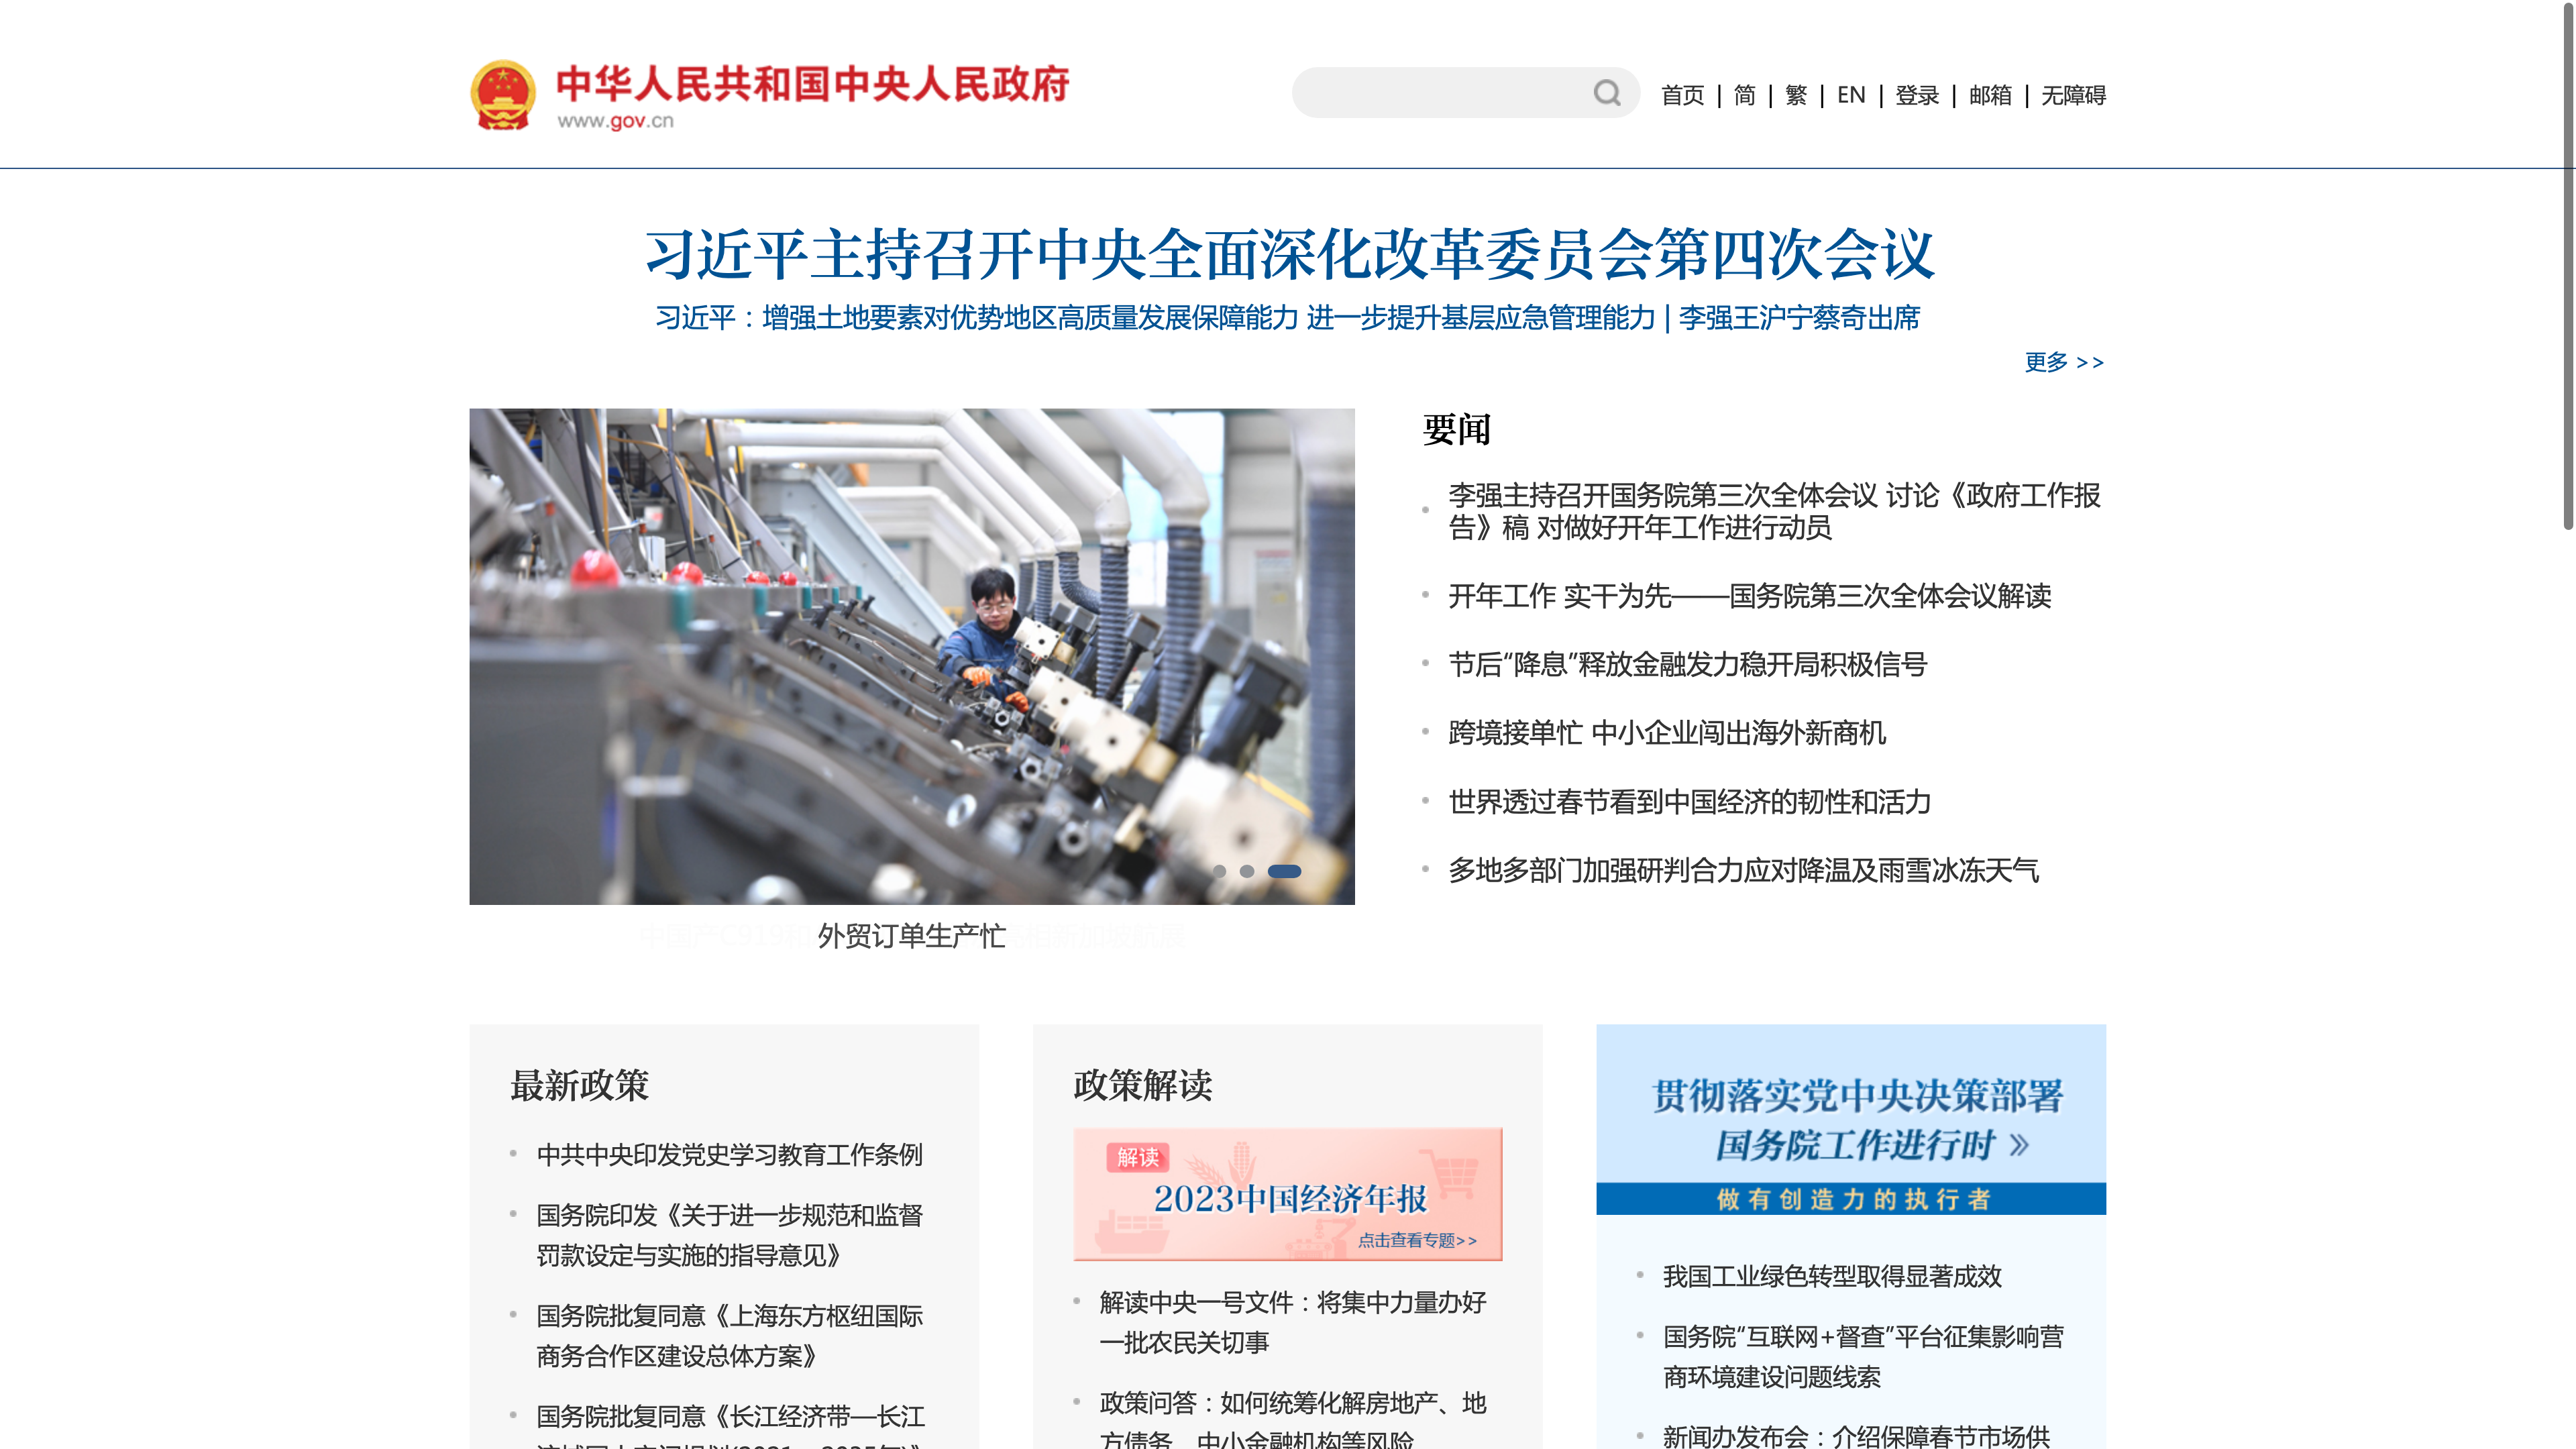 中华人民共和国中央人民政府
www.gov.cn
首页 | 简 | 繁 | EN | 登录 | 邮箱 | 无障碍
习近平主持召开中央全面深化改革委员会第四次会议
习近平：增强土地要素对优势地区高质量发展保障能力 进一步提升基层应急管理能力 | 李强王沪宁蔡奇出席
更多 >>
外贸订单生产忙
要闻
李强主持召开国务院第三次全体会议 讨论《政府工作报
告》稿 对做好开年工作进行动员
开年工作 实干为先——国务院第三次全体会议解读
节后“降息”释放金融发力稳开局积极信号
跨境接单忙 中小企业闯出海外新商机
世界透过春节看到中国经济的韧性和活力
多地多部门加强研判合力应对降温及雨雪冰冻天气
最新政策
中共中央印发党史学习教育工作条例
国务院印发《关于进一步规范和监督
罚款设定与实施的指导意见》
国务院批复同意《上海东方枢纽国际
商务合作区建设总体方案》
国务院批复同意《长江经济带—长江
政策解读
解读
2023中国经济年报
点击查看专题>>
解读中央一号文件：将集中力量办好
一批农民关切事
政策问答：如何统筹化解房地产、地
方债务、中小金融机构等风险
贯彻落实党中央决策部署
国务院工作进行时 »
做有创造力的执行者
我国工业绿色转型取得显著成效
国务院“互联网+督查”平台征集影响营
商环境建设问题线索
新闻办发布会：介绍保障春节市场供